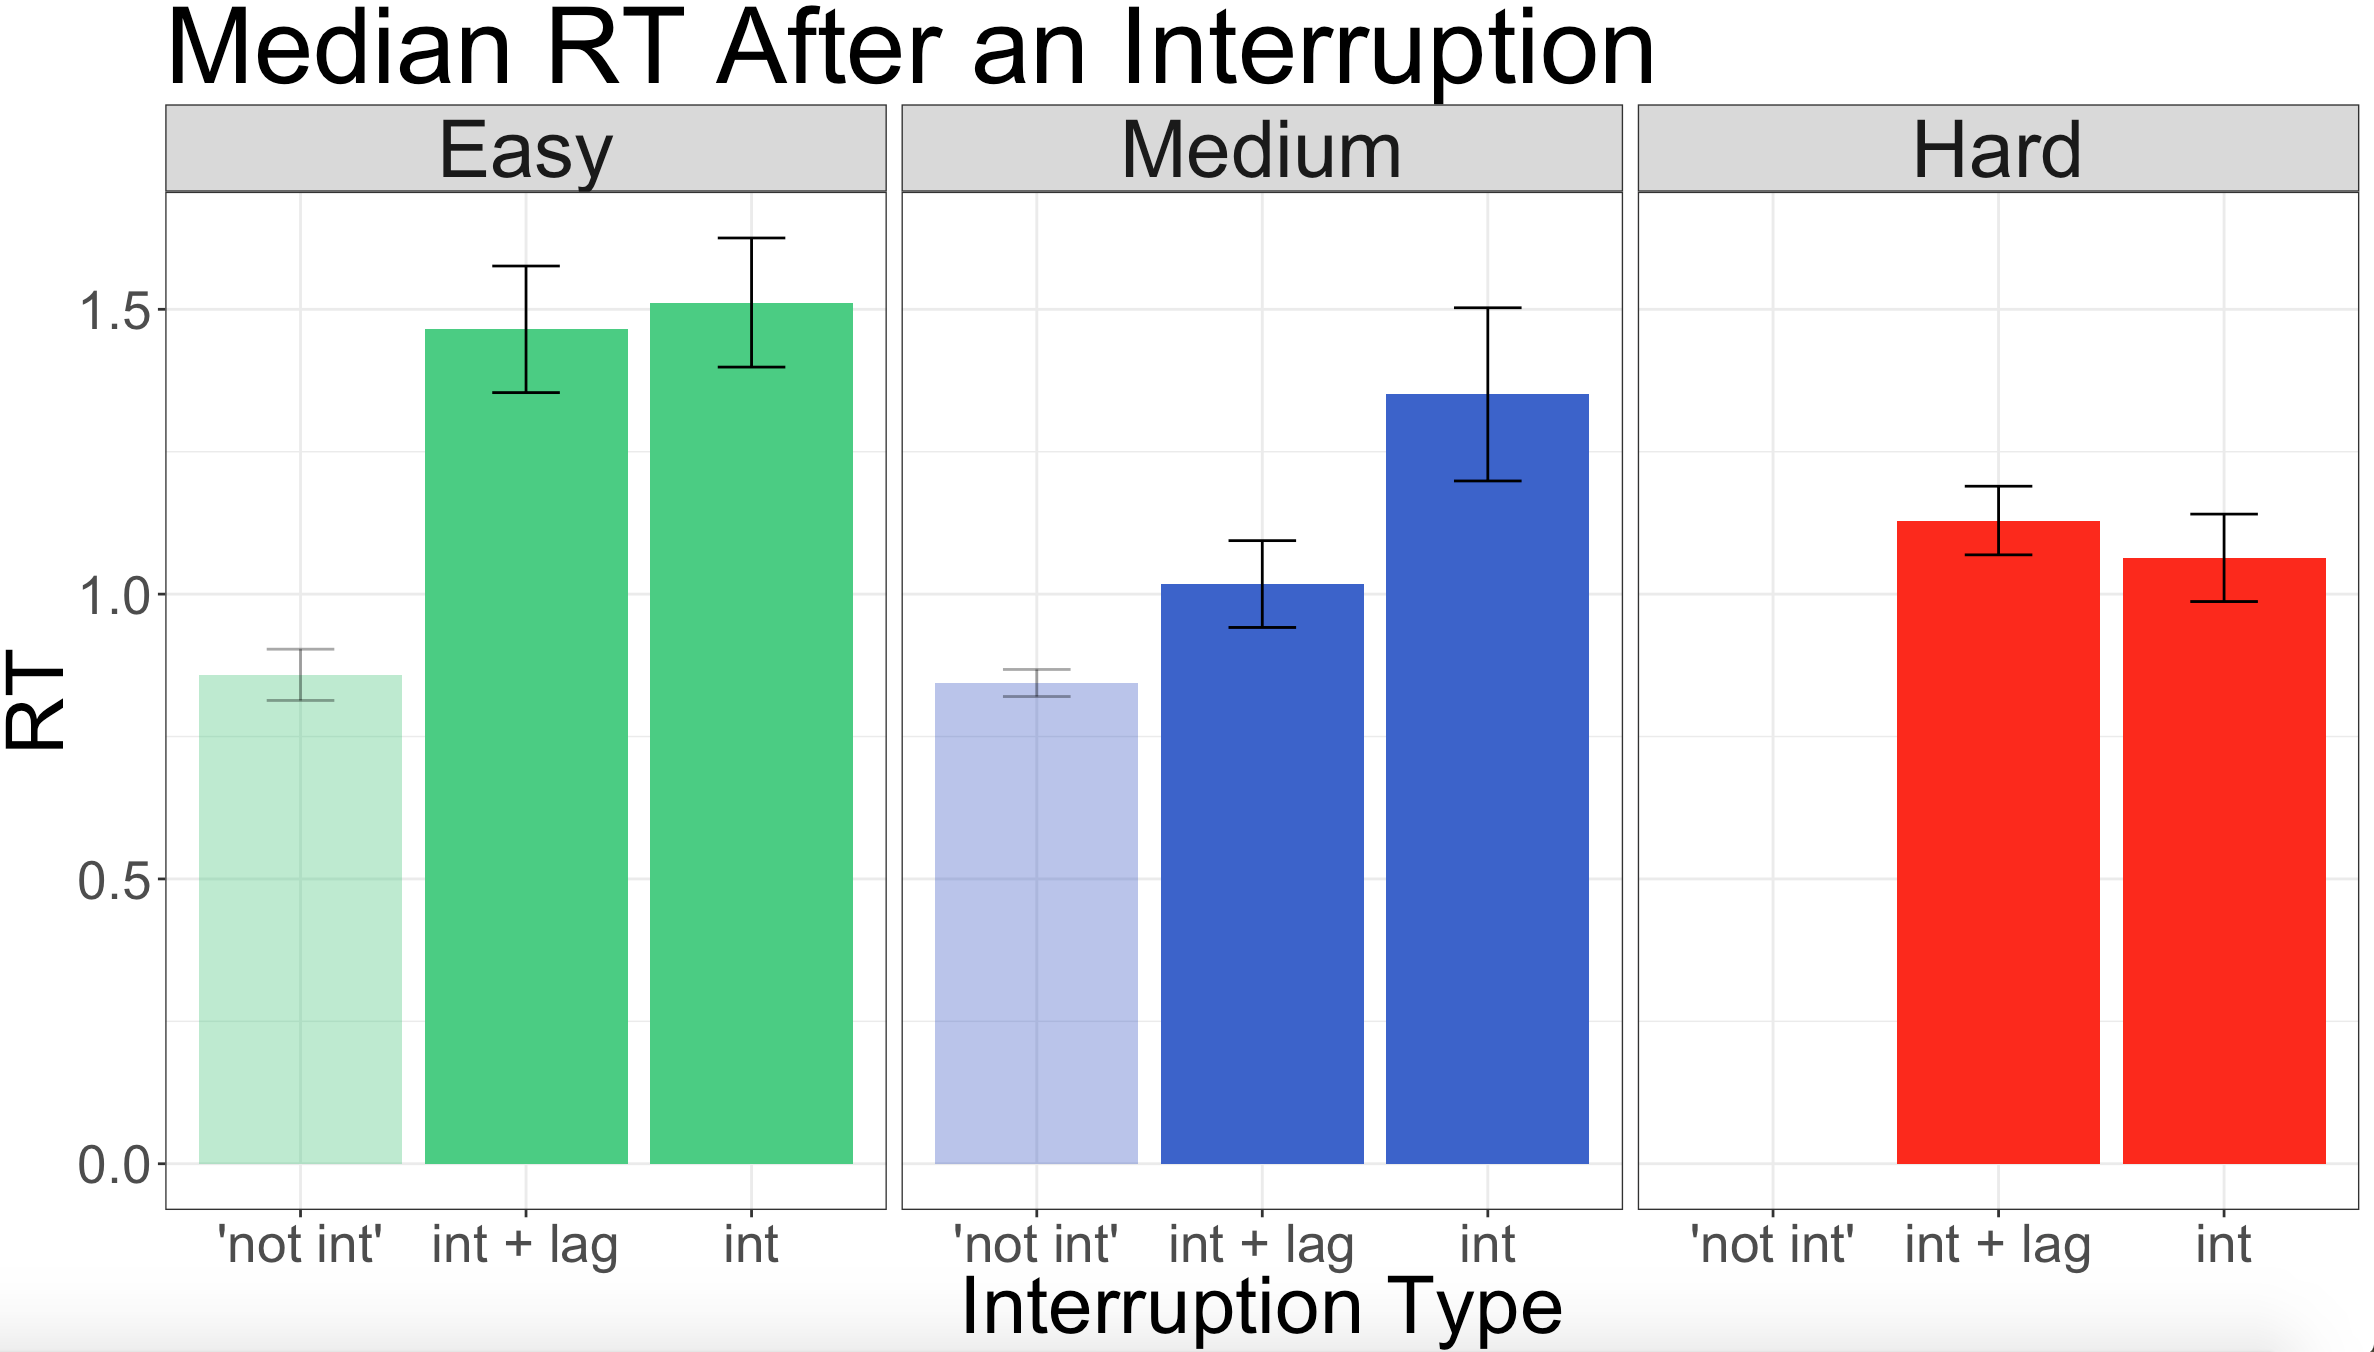 Median RT After an Interruption
Easy Medium Hard
1.5
1.0
0.5
0.0
RT
'not int' int + lag int 'not int' int + lag int 'not int' int + lag int
Interruption Type